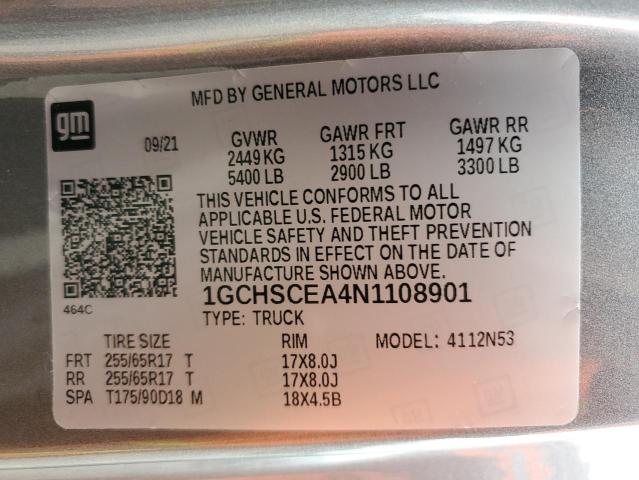 MFD BY GENERAL MOTORS LLC
gm
09/21
GVWR GAWR FRT GAWR RR
2449 KG 1315 KG 1497 KG
5400 LB 2900 LB 3300 LB
THIS VEHICLE CONFORMS TO ALL
APPLICABLE U.S. FEDERAL MOTOR
VEHICLE SAFETY AND THEFT PREVENTION
STANDARDS IN EFFECT ON THE DATE OF
MANUFACTURE SHOWN ABOVE.
464C
1GCHSCEA4N1108901
TYPE: TRUCK
TIRE SIZE RIM MODEL: 4112N53
FRT 255/65R17 T 17X8.0J
RR 255/65R17 T 17X8.0J
SPA T175/90D18 M 18X4.5B